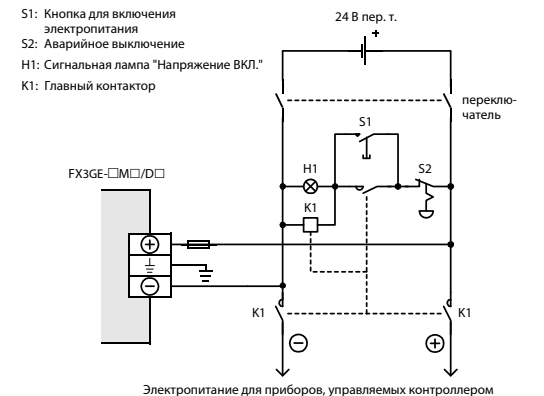 S1: Кнопка для включения
электропитания
S2: Аварийное выключение
H1: Сигнальная лампа "Напряжение ВКЛ."
K1: Главный контактор
24 В пер. т.
+
переклю-
чатель
S1
FX3GE-□M□/D□
H1
S2
K1
+
−
K1
K1
−
+
Электропитание для приборов, управляемых контроллером